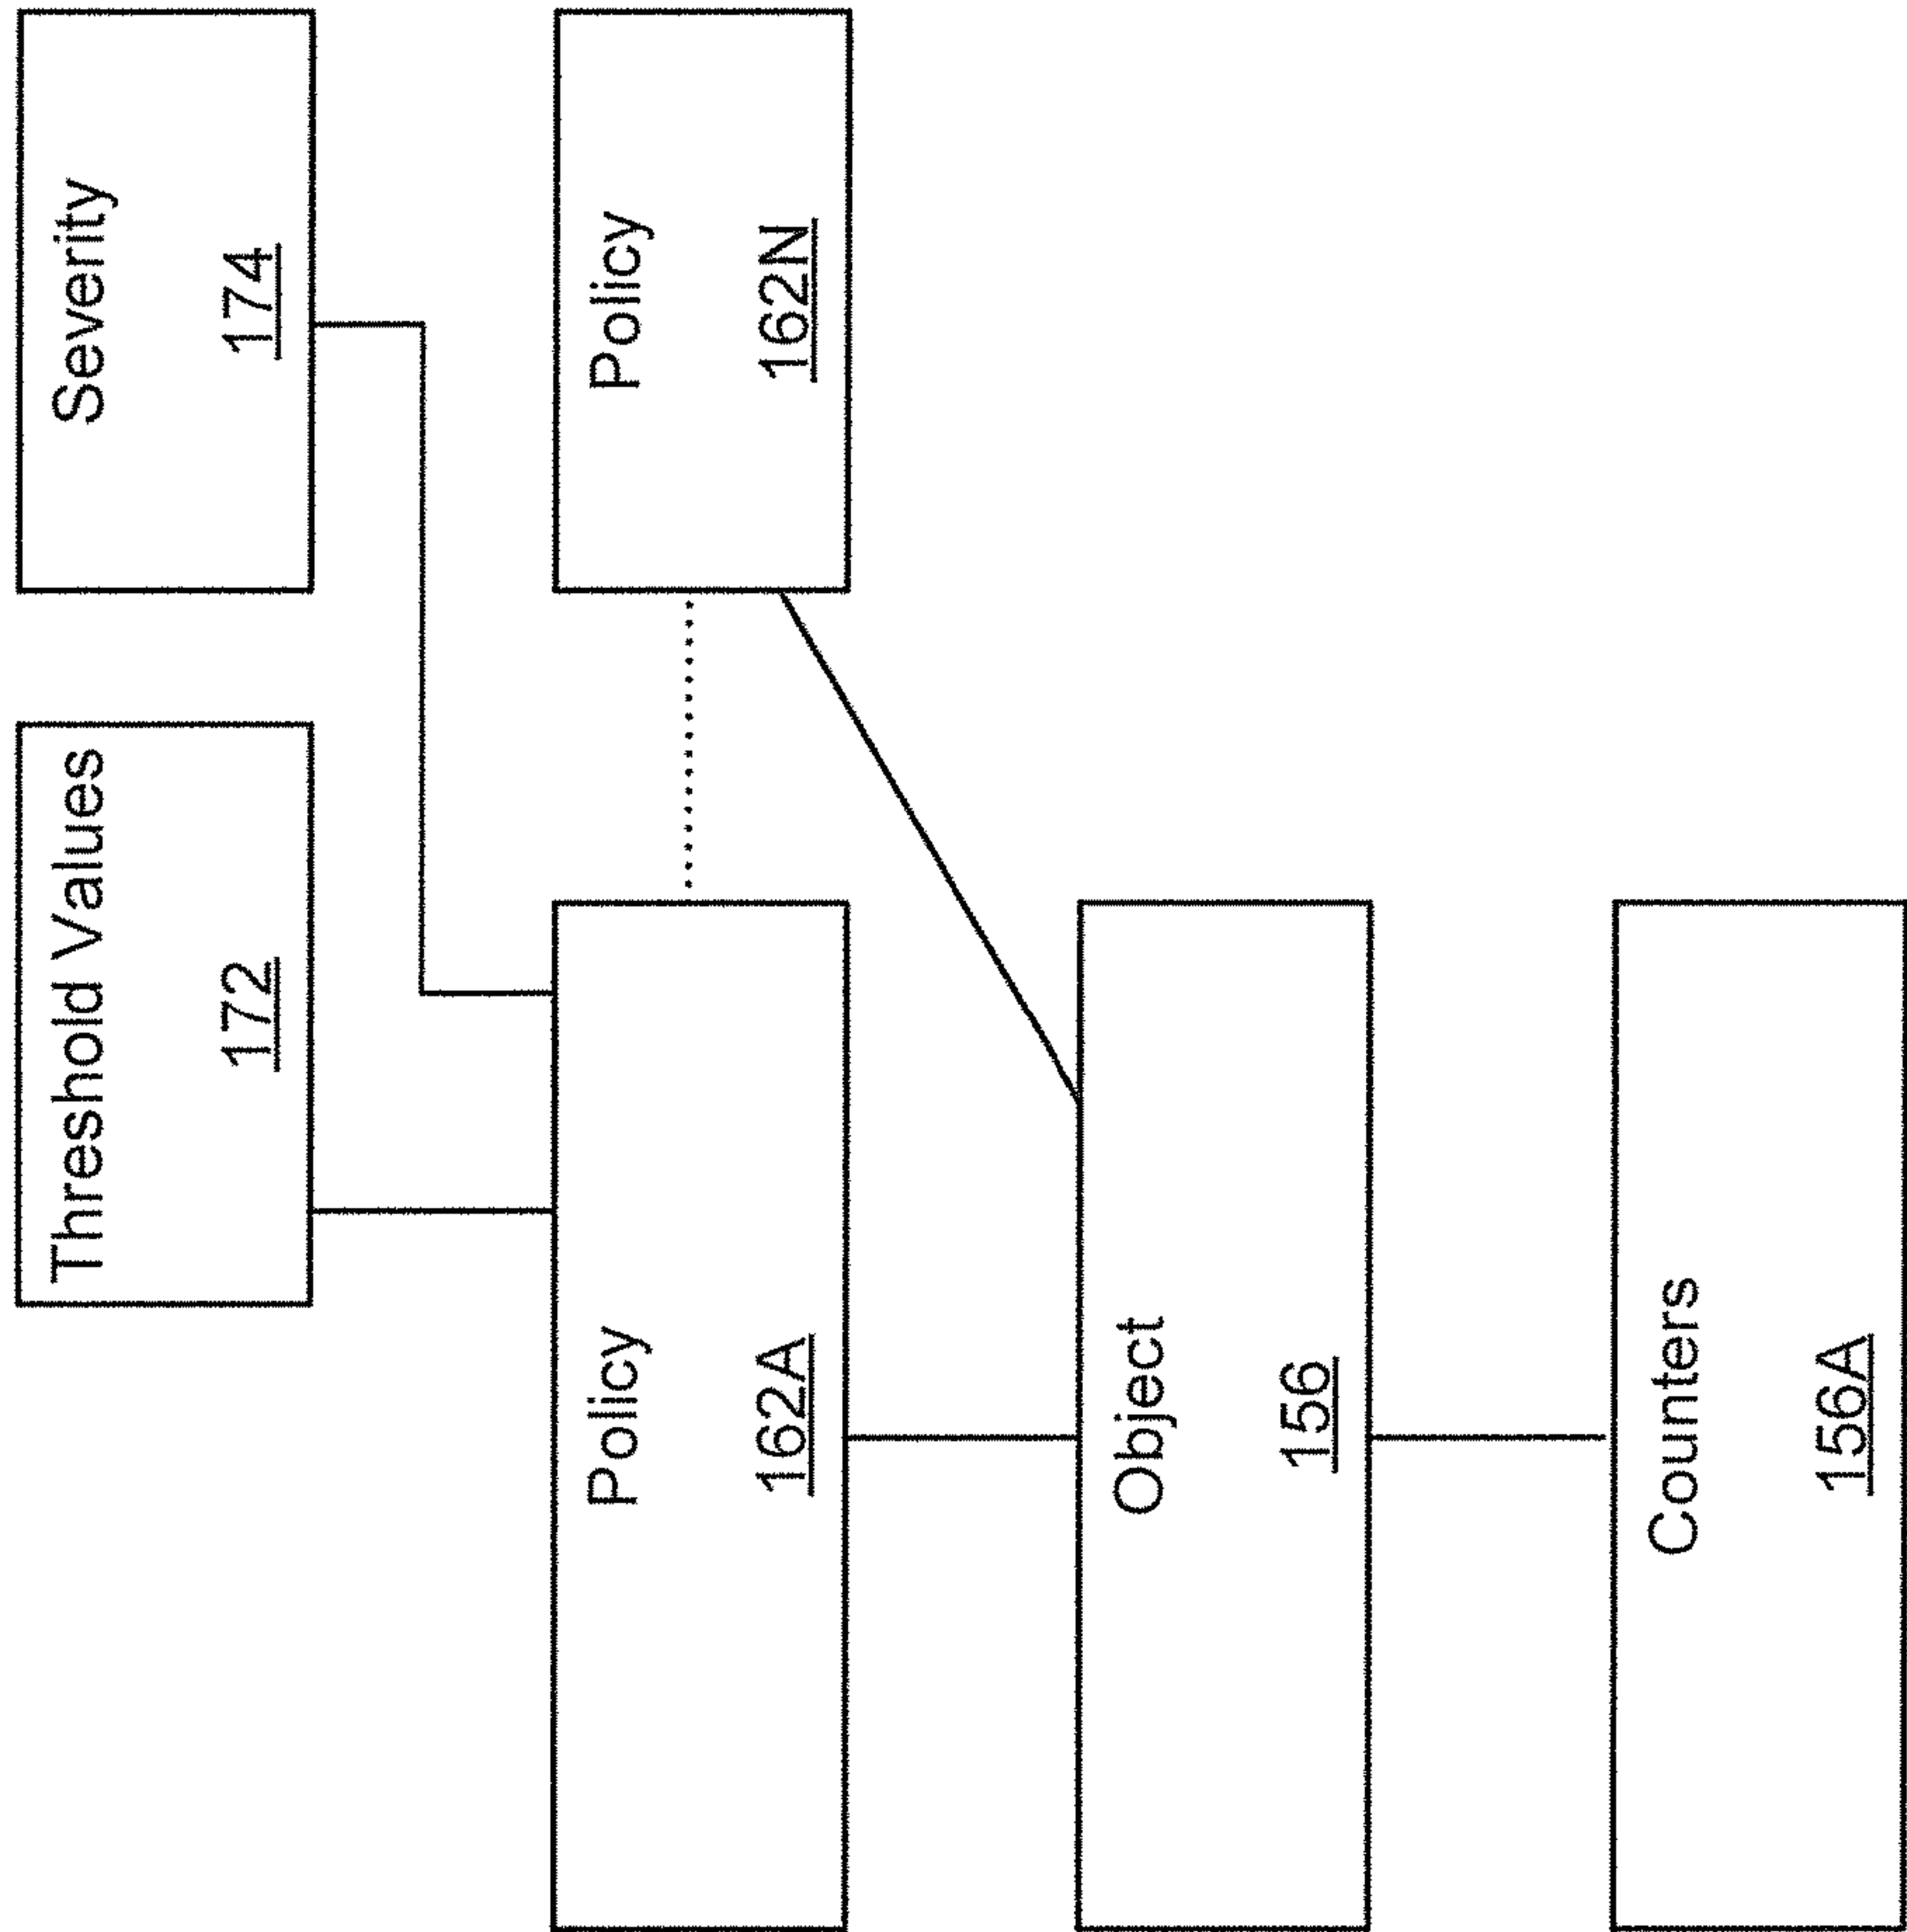 Threshold Values
172
Severity
174
Policy
162A
Policy
162N
Object
156
Counters
156A